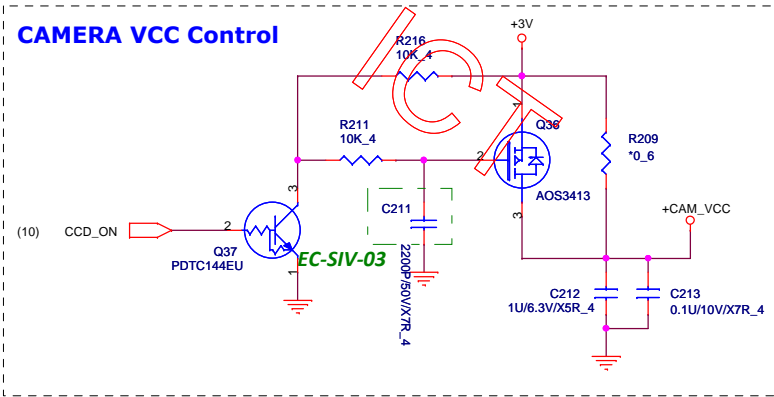 CAMERA VCC Control
+3V
R216
10K_4
1
R211
10K_4
Q36
2
R209
*0_6
AOS3413
3
3
C211
+CAM_VCC
(10)
CCD_ON
2
Q37
PDTC144EU
1
EC-SIV-03
2200P/50V/X7R_4
C212
1U/6.3V/X5R_4
C213
0.1U/10V/X7R_4